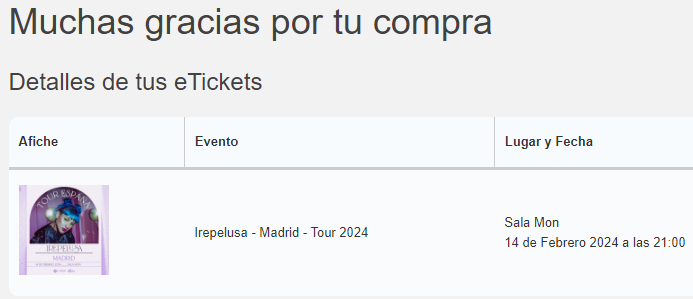 Muchas gracias por tu compra
Detalles de tus eTickets
Afiche
Evento
Lugar y Fecha
TOUR ESPAÑA
IREPELUSA
MADRID
Irepelusa - Madrid - Tour 2024
Sala Mon
14 de Febrero 2024 a las 21:00